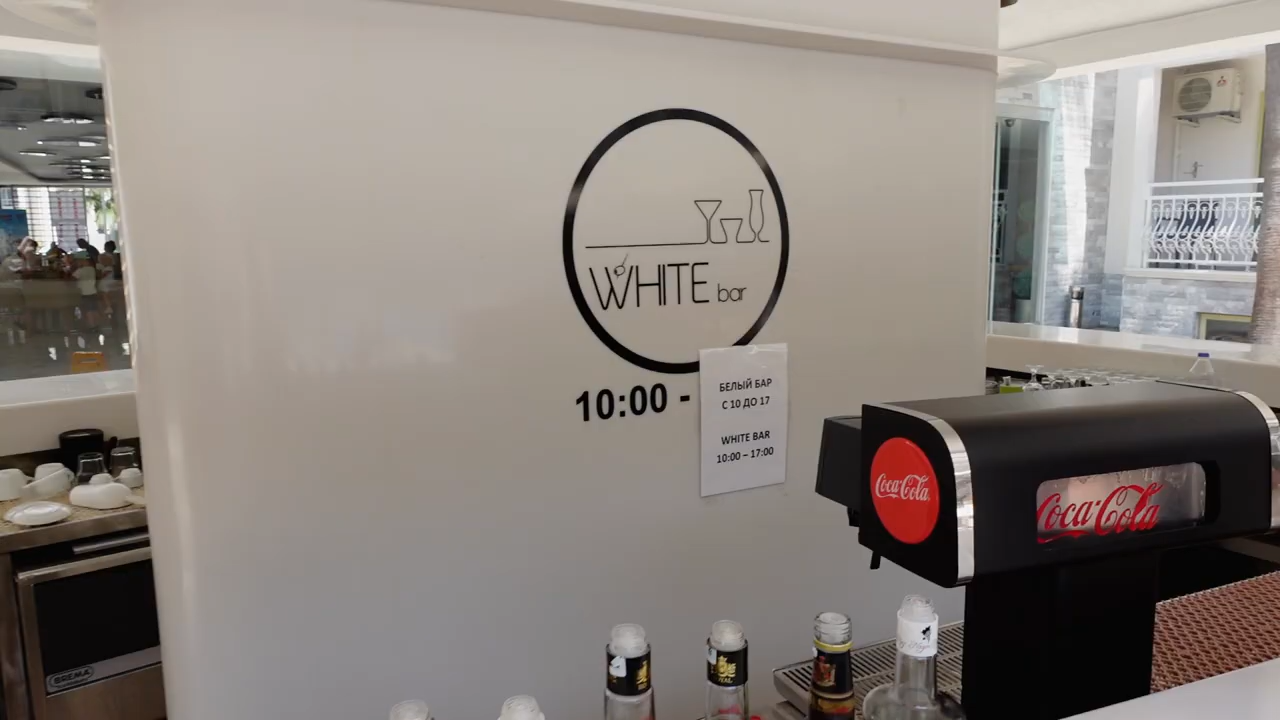 WHITE bar
10:00 -
БЕЛЫЙ БАР
С 10 ДО 17
WHITE BAR
10:00 – 17:00
Coca-Cola
Coca-Cola
BREMA